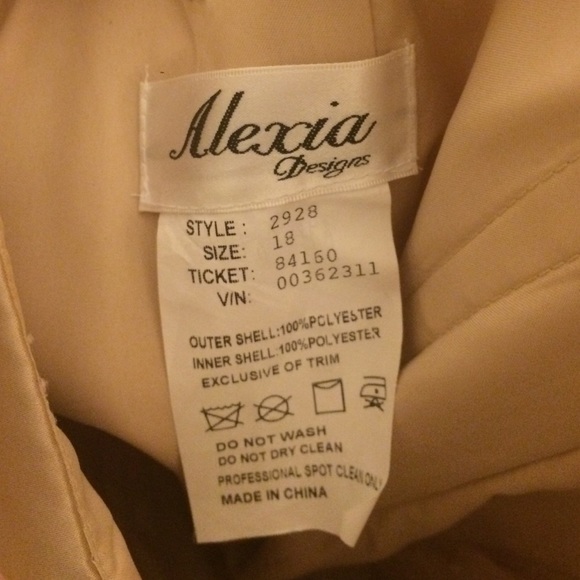 Alexia
Designs
STYLE: 2928
SIZE: 18
TICKET: 84160
V/N: 00362311
OUTER SHELL:100%POLYESTER
INNER SHELL:100%POLYESTER
EXCLUSIVE OF TRIM
DO NOT WASH
DO NOT DRY CLEAN
PROFESSIONAL SPOT CLEAN ONLY
MADE IN CHINA